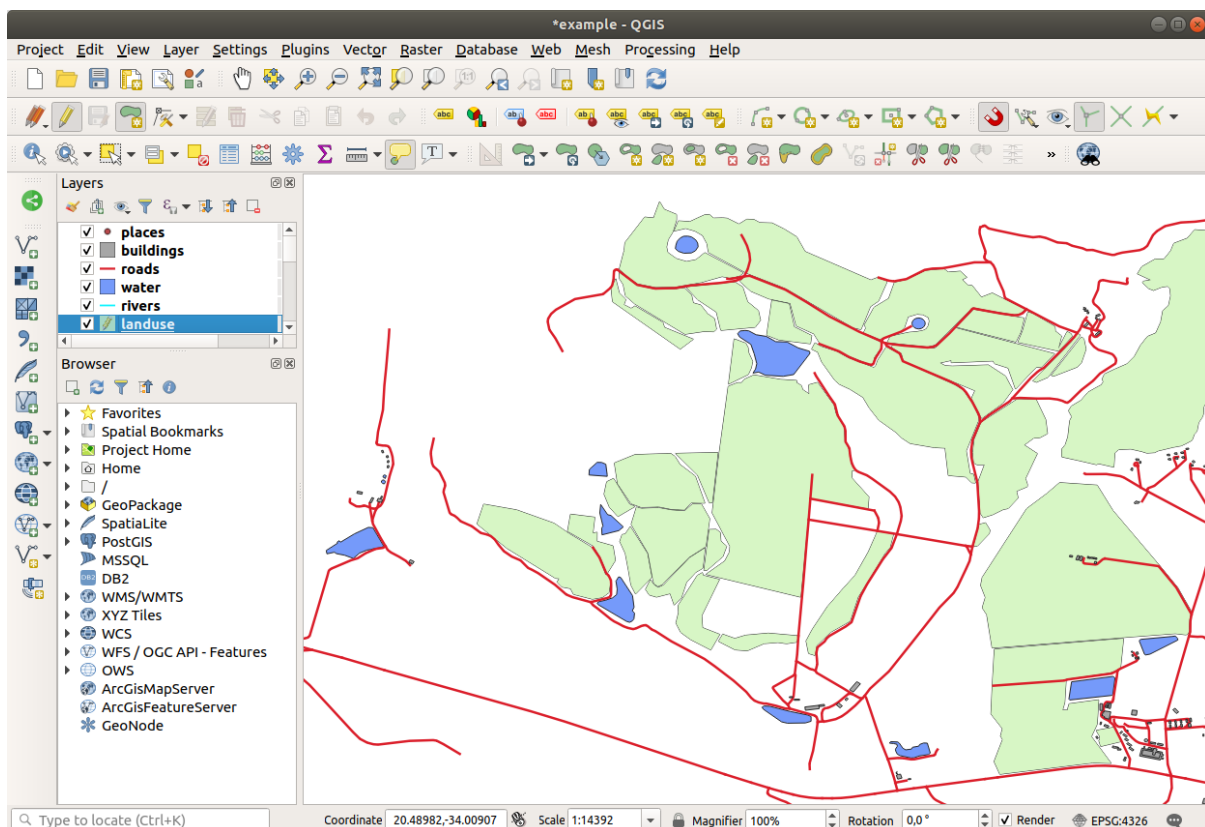 *example - QGIS
Project Edit View Layer Settings Plugins Vector Raster Database Web Mesh Processing Help
Layers
places
buildings
roads
water
rivers
landuse
Browser
Favorites
Spatial Bookmarks
Project Home
Home
/
GeoPackage
SpatiaLite
PostGIS
MSSQL
DB2
WMS/WMTS
XYZ Tiles
WCS
WFS / OGC API - Features
OWS
ArcGisMapServer
ArcGisFeatureServer
GeoNode
Type to locate (Ctrl+K) Coordinate 20.48982,-34.00907 Scale 1:14392 Magnifier 100% Rotation 0,0 ° Render EPSG:4326